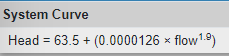 System Curve
Head = 63.5 + (0.0000126 × flow^1.9)